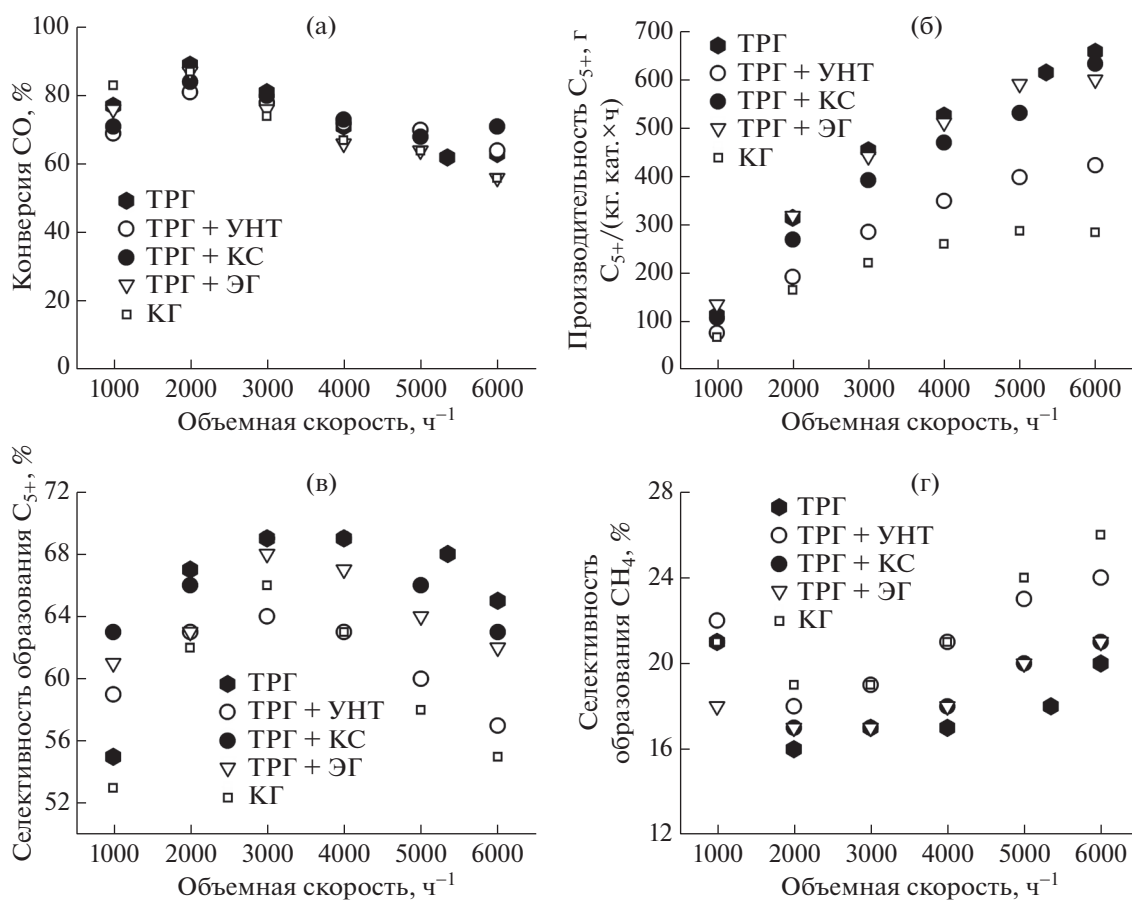 (а)
Конверсия CO, %
100
80
60
40
20
0
ТРГ
ТРГ + УНТ
ТРГ + КС
ТРГ + ЭГ
КГ
1000 2000 3000 4000 5000 6000
Объемная скорость, ч⁻¹
(б)
Производительность C₅₊, г
C₅₊/(кг. кат. × ч)
700
600
500
400
300
200
100
0
ТРГ
ТРГ + УНТ
ТРГ + КС
ТРГ + ЭГ
КГ
1000 2000 3000 4000 5000 6000
Объемная скорость, ч⁻¹
(в)
Селективность образования C₅₊, %
72
68
64
60
56
52
ТРГ
ТРГ + УНТ
ТРГ + КС
ТРГ + ЭГ
КГ
1000 2000 3000 4000 5000 6000
Объемная скорость, ч⁻¹
(г)
Селективность
образования CH₄, %
28
24
20
16
12
ТРГ
ТРГ + УНТ
ТРГ + КС
ТРГ + ЭГ
КГ
1000 2000 3000 4000 5000 6000
Объемная скорость, ч⁻¹